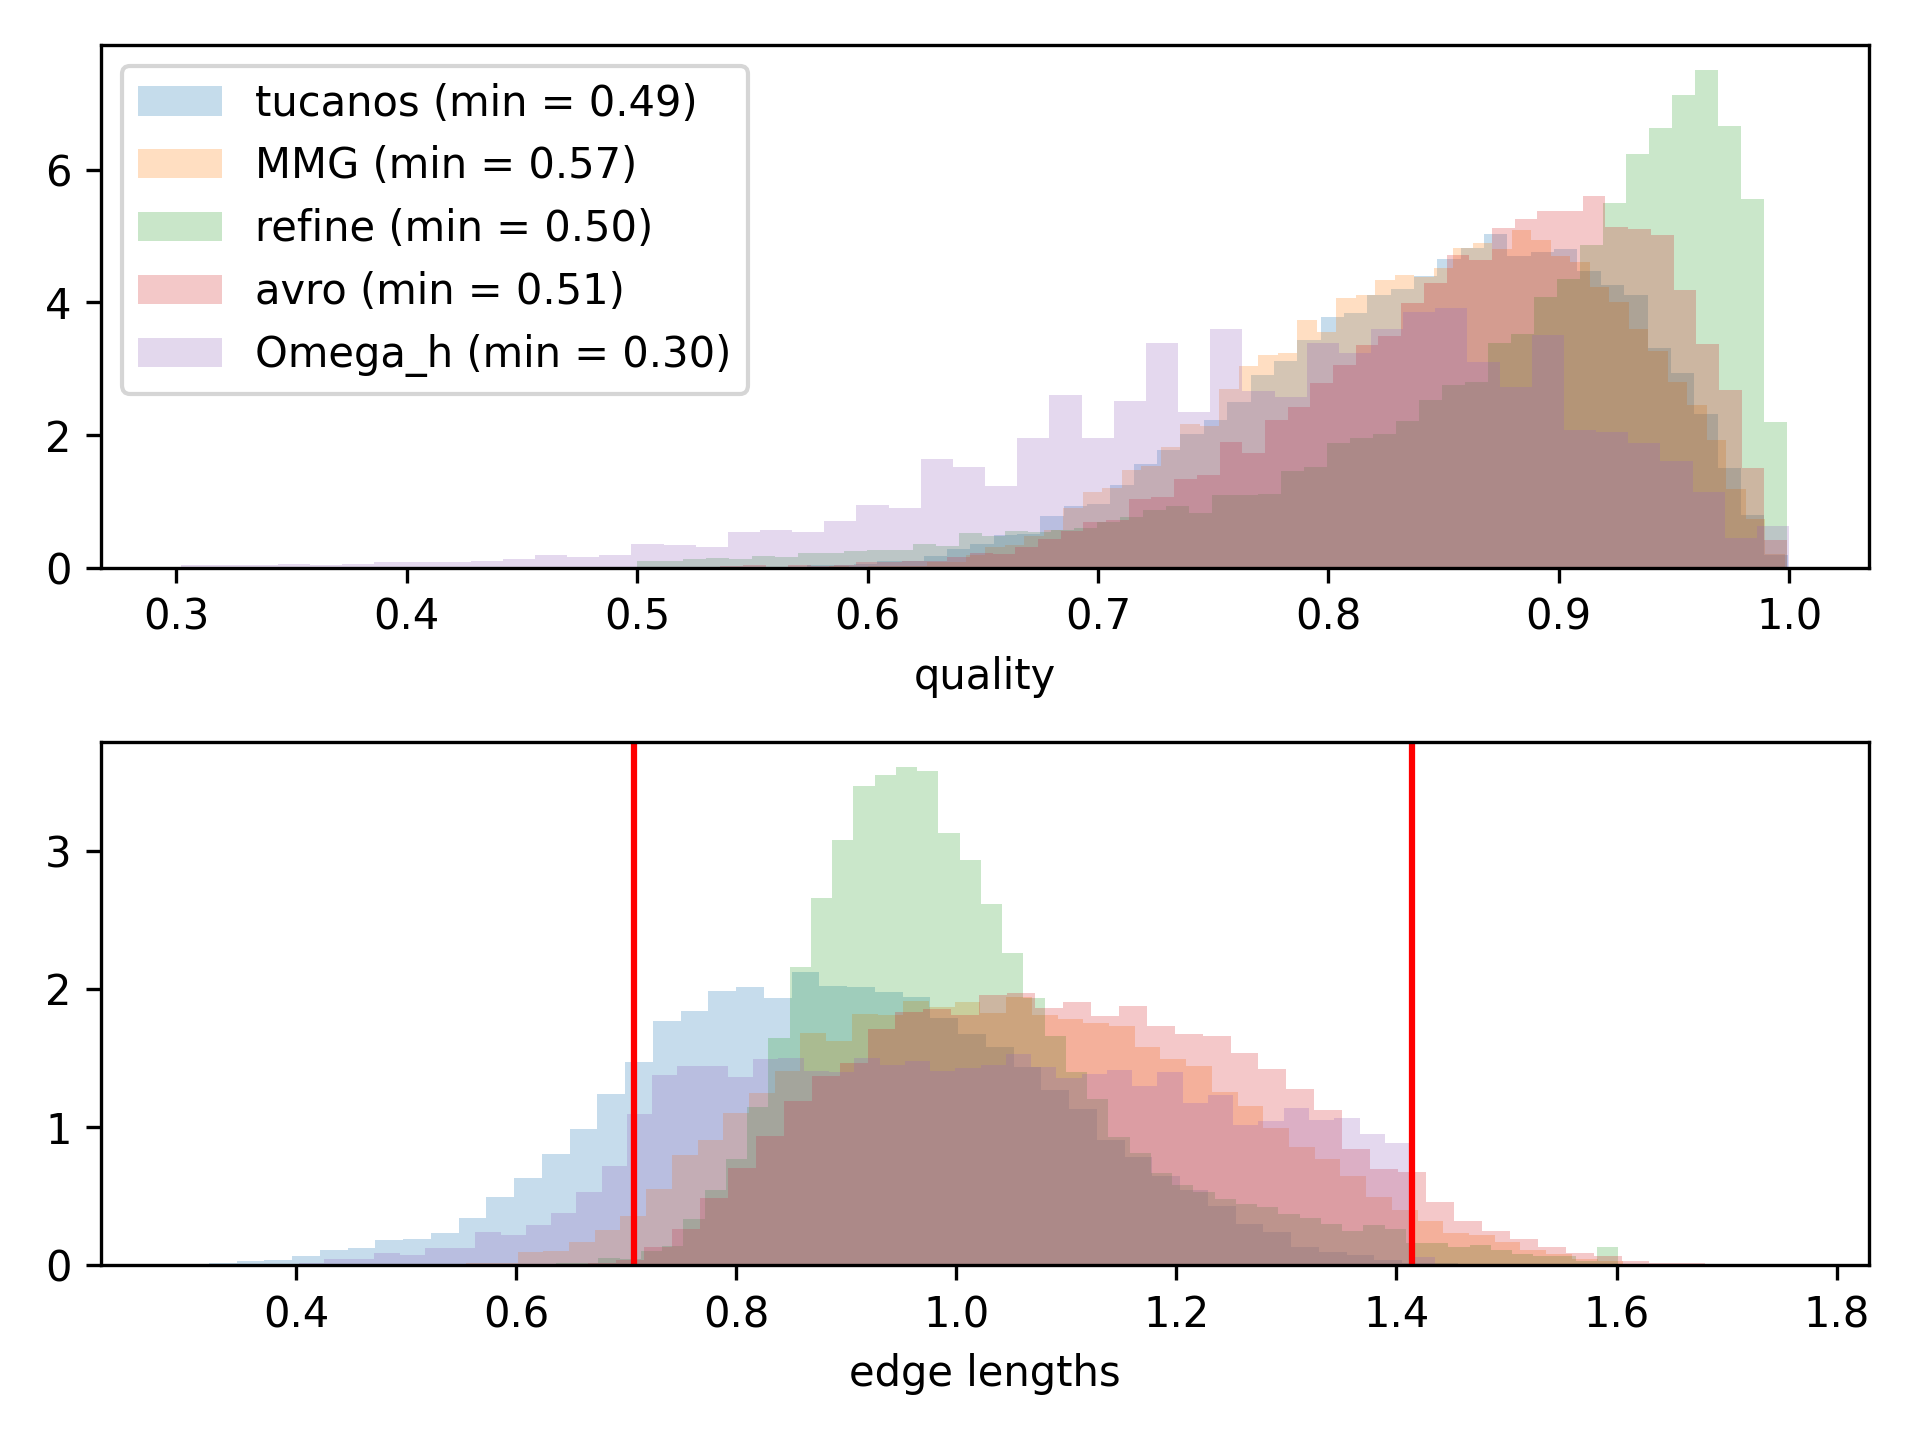 tucanos (min = 0.49)
MMG (min = 0.57)
refine (min = 0.50)
avro (min = 0.51)
Omega_h (min = 0.30)
6
4
2
0
0.3 0.4 0.5 0.6 0.7 0.8 0.9 1.0
quality
3
2
1
0
0.4 0.6 0.8 1.0 1.2 1.4 1.6 1.8
edge lengths